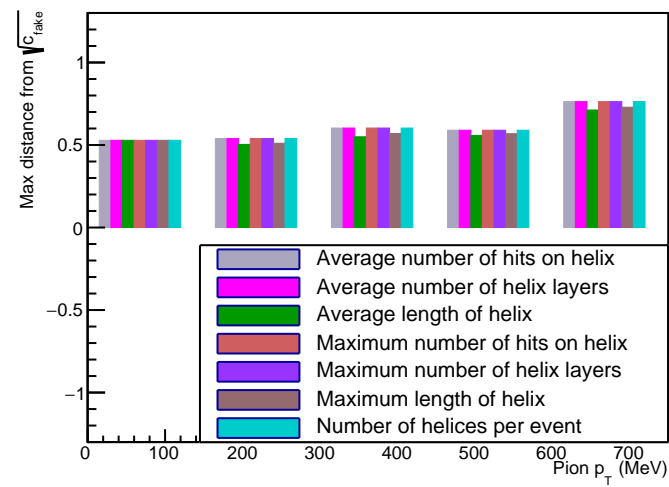 Max distance from √c_fake
1
0.5
0
−0.5
−1
Average number of hits on helix
Average number of helix layers
Average length of helix
Maximum number of hits on helix
Maximum number of helix layers
Maximum length of helix
Number of helices per event
0 100 200 300 400 500 600 700
Pion p_T (MeV)